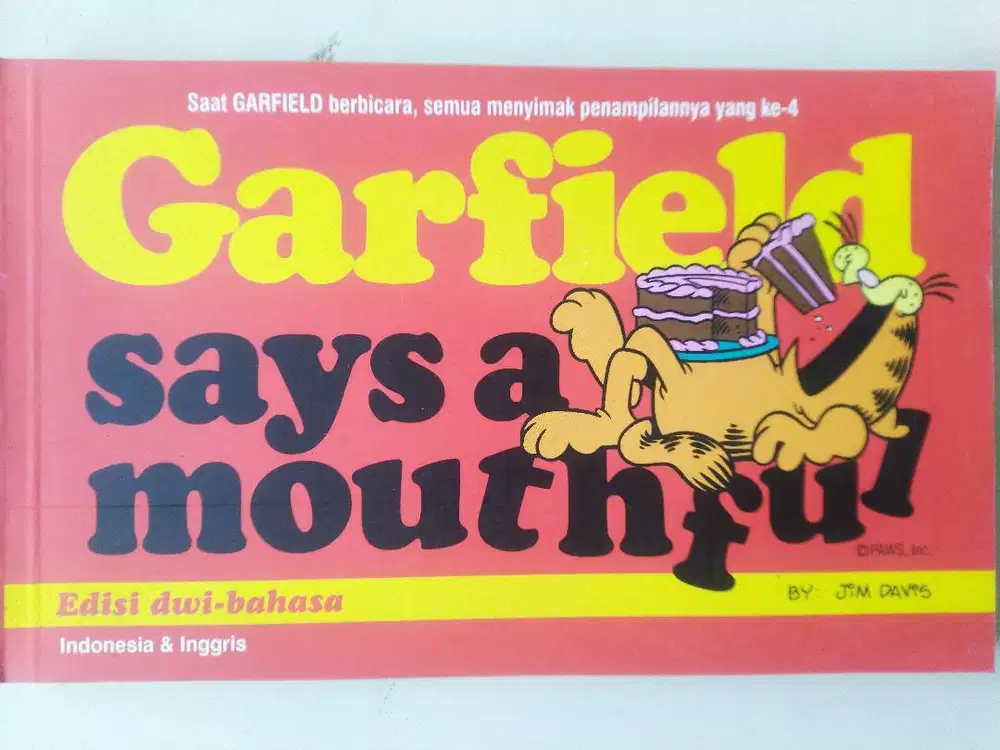 Saat GARFIELD berbicara, semua menyimak penampilannya yang ke-4
Garfield
says a
mouthful
©PAWS, Inc.
BY: JIM DAVIS
Edisi dwi-bahasa
Indonesia & Inggris